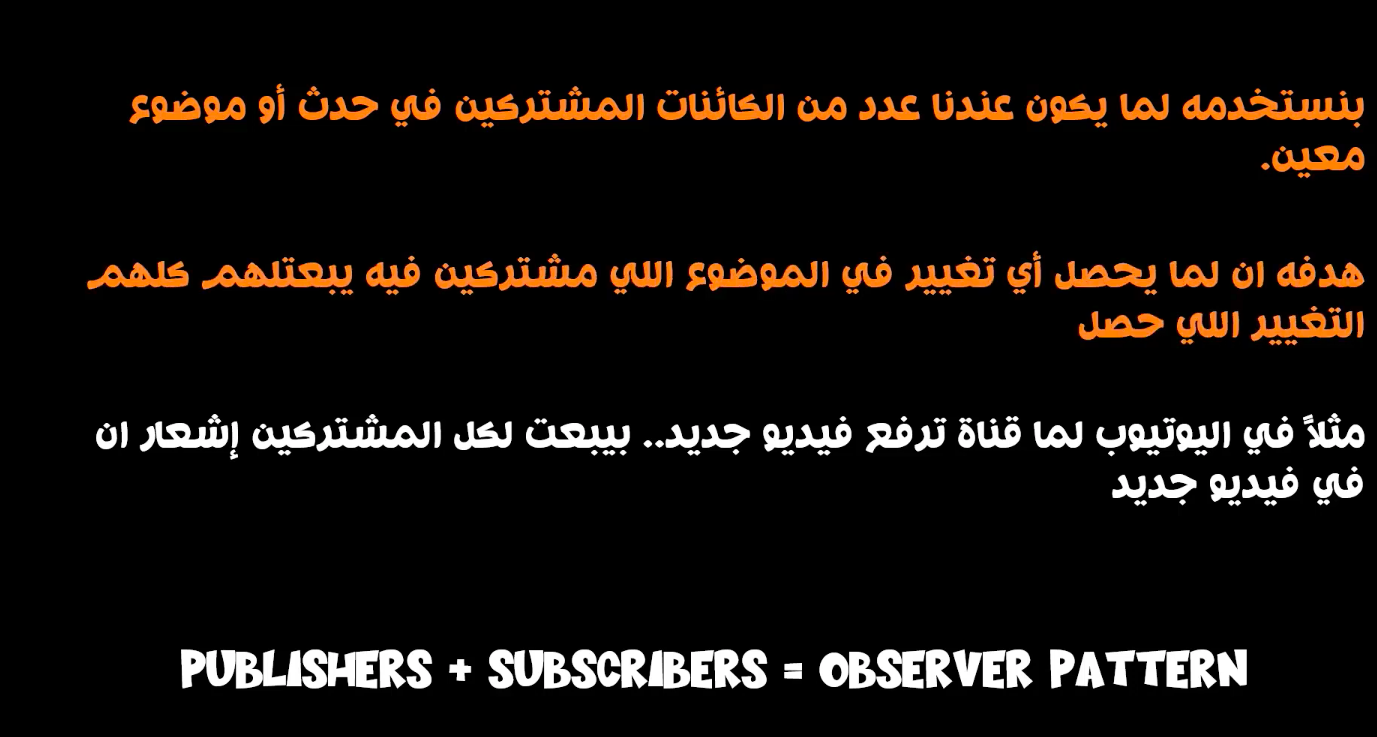 بنستخدمه لما يكون عندنا عدد من الكائنات المشتركين في حدث أو موضوع
معين.
هدفه ان لما يحصل أي تغيير في الموضوع اللي مشتركين فيه يبعتلهم كلهم
التغيير اللي حصل
مثلاً في اليوتيوب لما قناة ترفع فيديو جديد.. بيبعت لكل المشتركين إشعار ان
في فيديو جديد
PUBLISHERS + SUBSCRIBERS = OBSERVER PATTERN